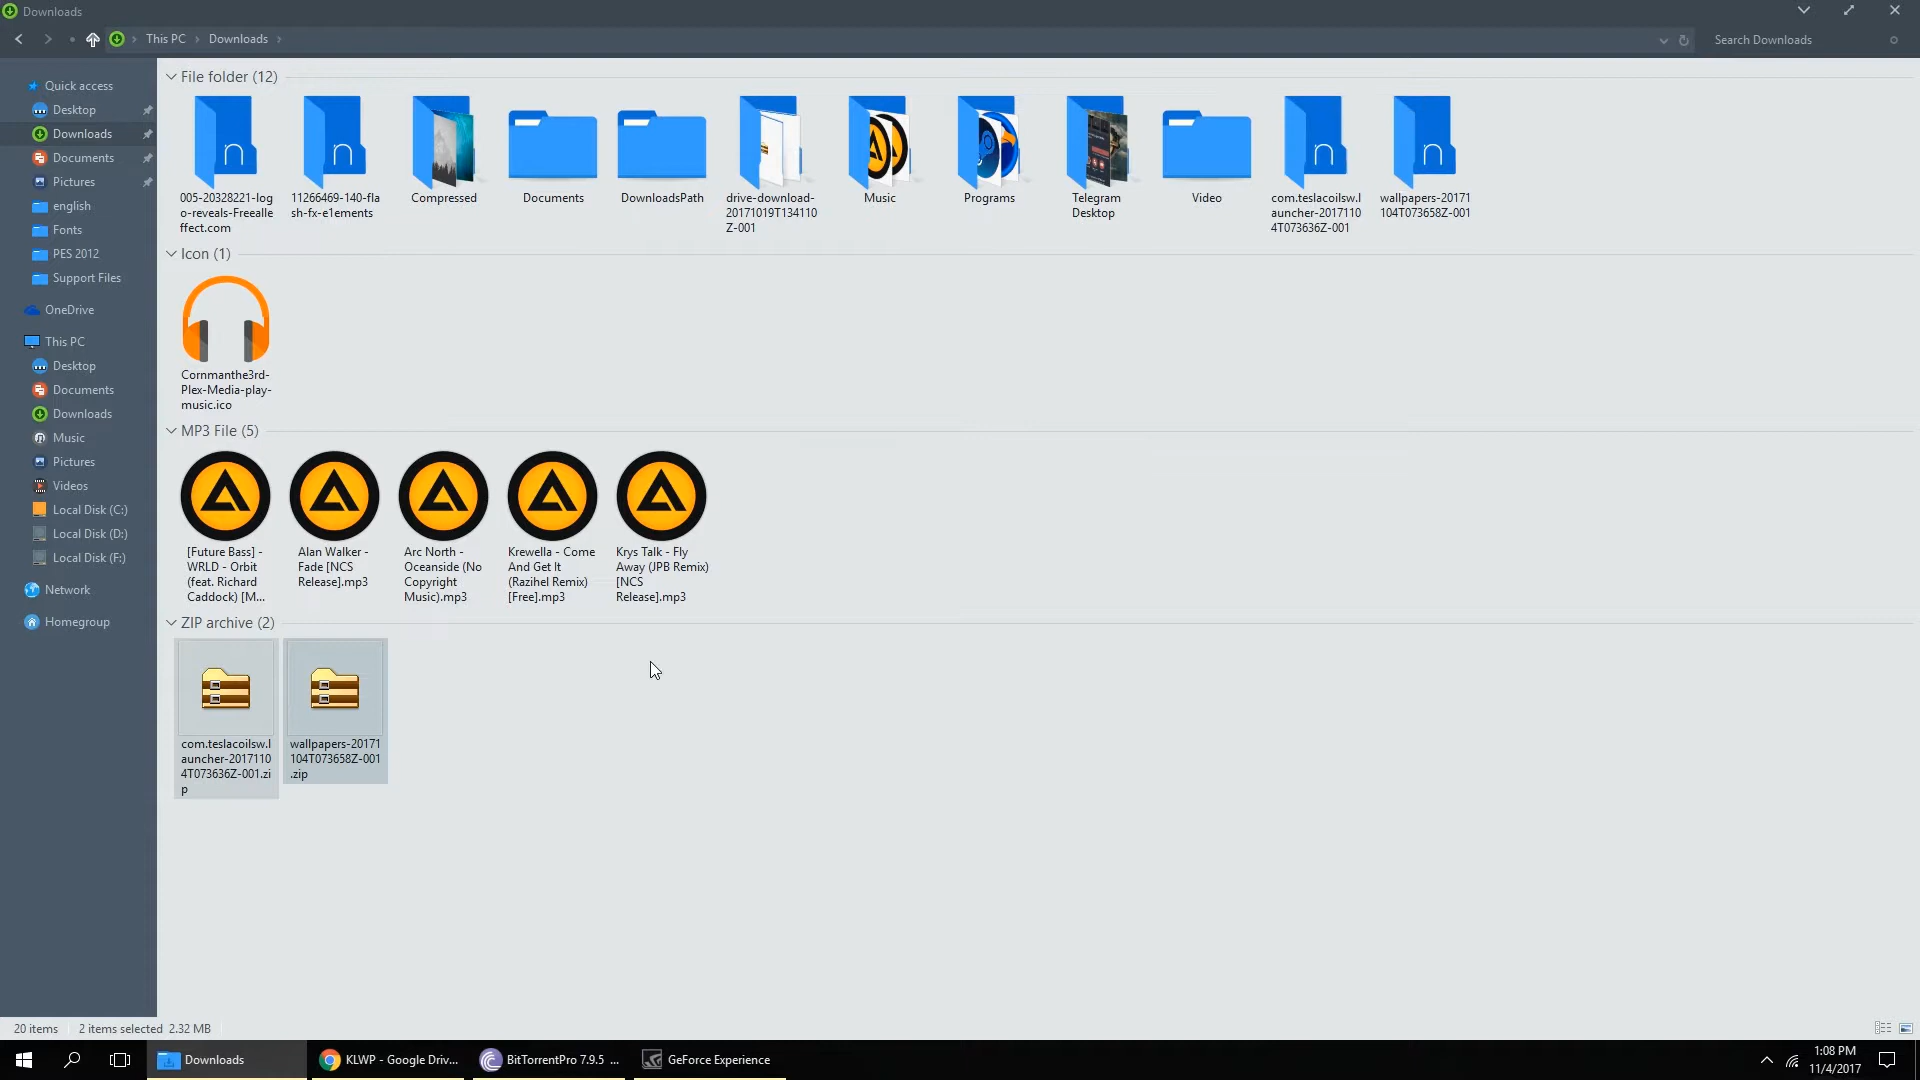 Downloads
This PC
Downloads
Search Downloads
Quick access
Desktop
Downloads
Documents
Pictures
english
Fonts
PES 2012
Support Files
OneDrive
This PC
Desktop
Documents
Downloads
Music
Pictures
Videos
Local Disk (C:)
Local Disk (D:)
Local Disk (F:)
Network
Homegroup
File folder (12)
005-20328221-log
o-reveals-Freealle
ffect.com
11266469-140-fla
sh-fx-e1ements
Compressed
Documents
DownloadsPath
drive-download-
20171019T134110
Z-001
Music
Programs
Telegram
Desktop
Video
com.teslacoilsw.l
auncher-2017110
4T073636Z-001
wallpapers-20171
104T073658Z-001
Icon (1)
Cornmanthe3rd-
Plex-Media-play-
music.ico
MP3 File (5)
[Future Bass] -
WRLD - Orbit
(feat. Richard
Caddock) [M...
Alan Walker -
Fade [NCS
Release].mp3
Arc North -
Oceanside (No
Copyright
Music).mp3
Krewella - Come
And Get It
(Razihel Remix)
[Free].mp3
Krys Talk - Fly
Away (JPB Remix)
[NCS
Release].mp3
ZIP archive (2)
com.teslacoilsw.l
auncher-2017110
4T073636Z-001.zi
p
wallpapers-20171
104T073658Z-001
.zip
20 items
2 items selected 2.32 MB
Downloads
KLWP - Google Driv...
BitTorrentPro 7.9.5 ...
GeForce Experience
1:08 PM
11/4/2017